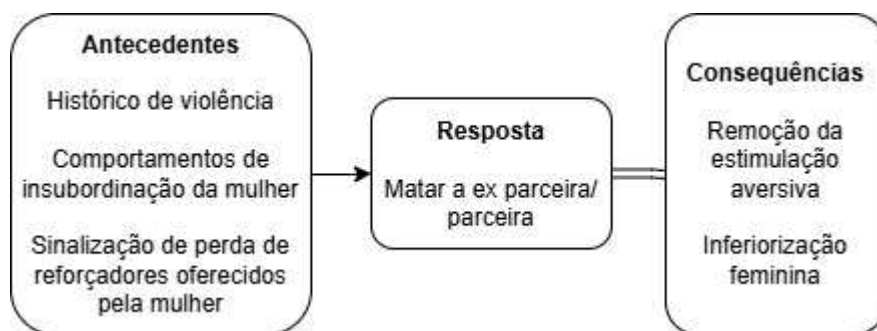 Antecedentes
Histórico de violência
Comportamentos de
insubordinação da mulher
Sinalização de perda de
reforçadores oferecidos
pela mulher
Resposta
Matar a ex parceira/
parceira
Consequências
Remoção da
estimulação
aversiva
Inferiorização
feminina